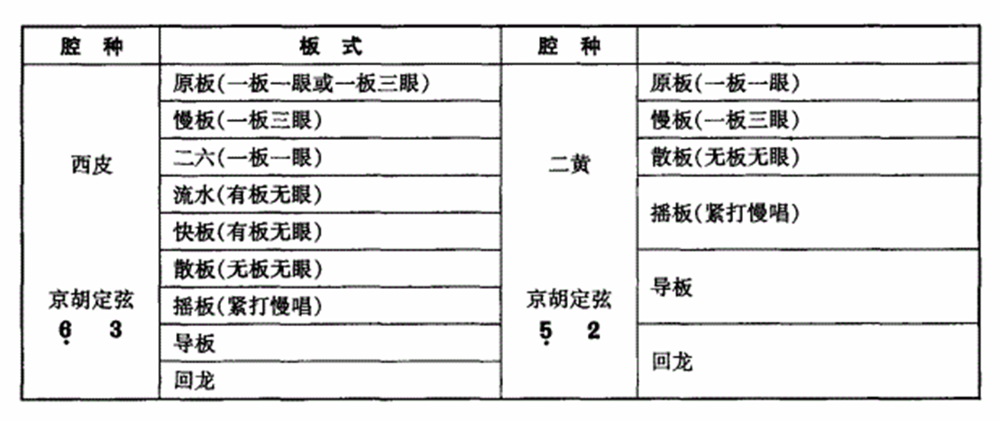 腔 种 板 式 腔 种
原板(一板一眼或一板三眼) 原板(一板一眼)
慢板(一板三眼) 慢板(一板三眼)
西皮 二六(一板一眼) 二黄 散板(无板无眼)
流水(有板无眼) 摇板(紧打慢唱)
快板(有板无眼)
散板(无板无眼) 导板
京胡定弦 摇板(紧打慢唱) 京胡定弦
6̣ 3 导板 5̣ 2 回龙
回龙